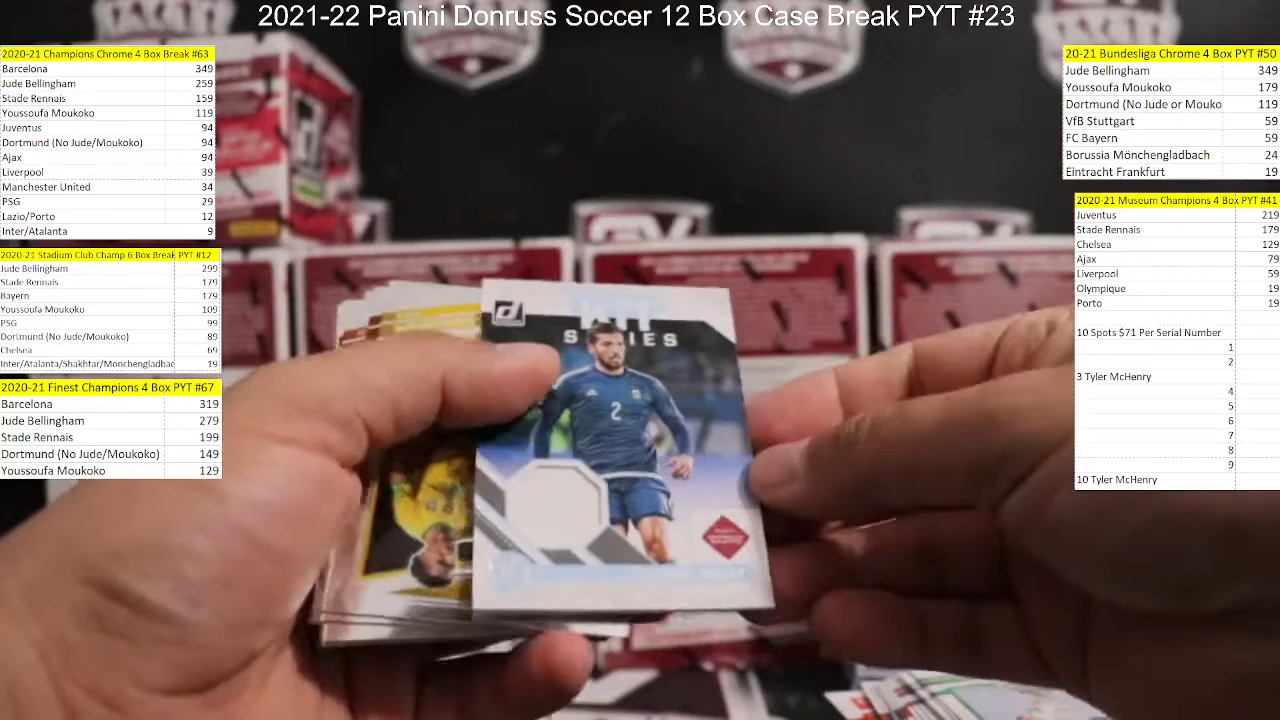 2021-22 Panini Donruss Soccer 12 Box Case Break PYT #23
2020-21 Champions Chrome 4 Box Break #63
Barcelona 349
Jude Bellingham 259
Stade Rennais 159
Youssoufa Moukoko 119
Juventus 94
Dortmund (No Jude/Moukoko) 94
Ajax 94
Liverpool 39
Manchester United 34
PSG 29
Lazio/Porto 12
Inter/Atalanta 9
2020-21 Stadium Club Champ 6 Box Break PYT #12
Jude Bellingham 299
Stade Rennais 179
Bayern 179
Youssoufa Moukoko 109
PSG 99
Dortmund (No Jude/Moukoko) 89
Chelsea 69
Inter/Atalanta/Shakhtar/Monchengladbac 19
2020-21 Finest Champions 4 Box PYT #67
Barcelona 319
Jude Bellingham 279
Stade Rennais 199
Dortmund (No Jude/Moukoko) 149
Youssoufa Moukoko 129
KIT
SERIES
2
20-21 Bundesliga Chrome 4 Box PYT #50
Jude Bellingham 349
Youssoufa Moukoko 179
Dortmund (No Jude or Mouko 119
VfB Stuttgart 59
FC Bayern 59
Borussia Mönchengladbach 24
Eintracht Frankfurt 19
2020-21 Museum Champions 4 Box PYT #41
Juventus 219
Stade Rennais 179
Chelsea 129
Ajax 79
Liverpool 59
Olympique 19
Porto 19
10 Spots $71 Per Serial Number
1
2
3 Tyler McHenry
4
5
6
7
8
9
10 Tyler McHenry